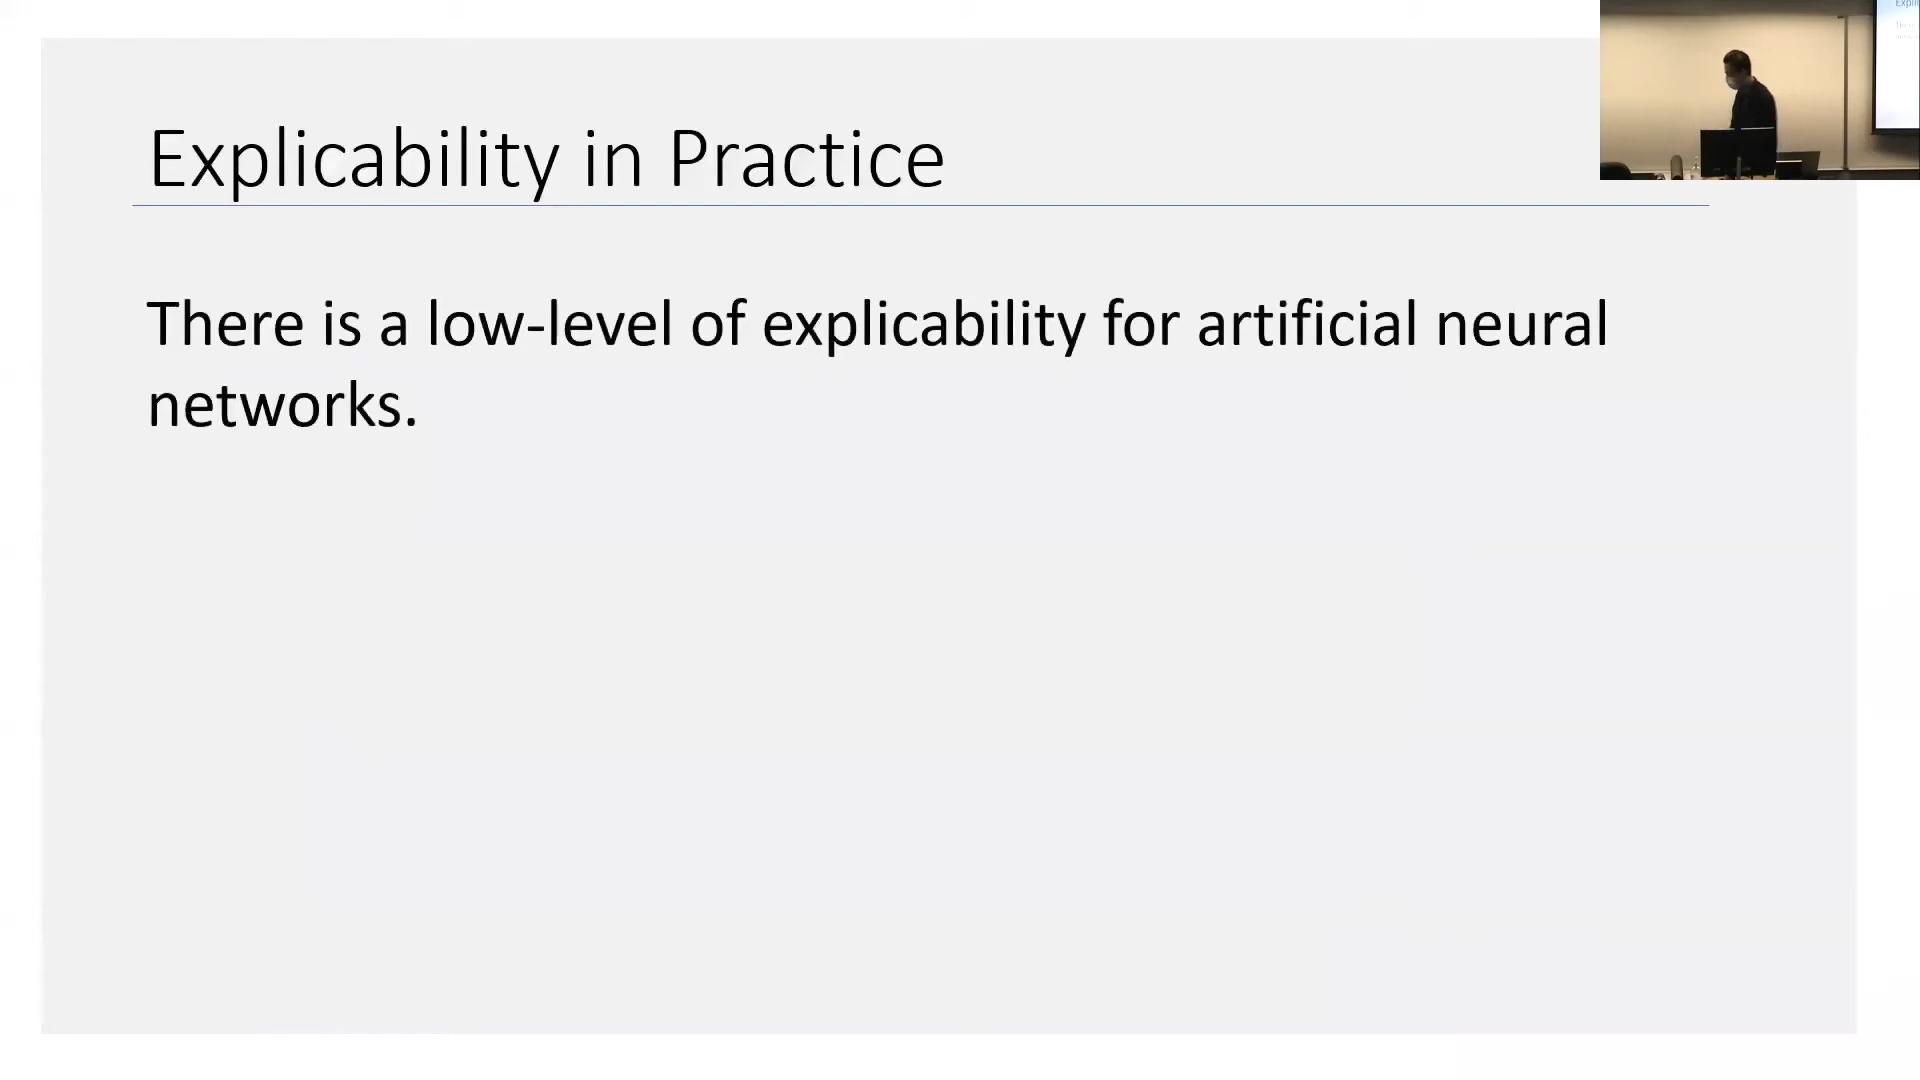 Explicability in Practice
There is a low-level of explicability for artificial neural
networks.